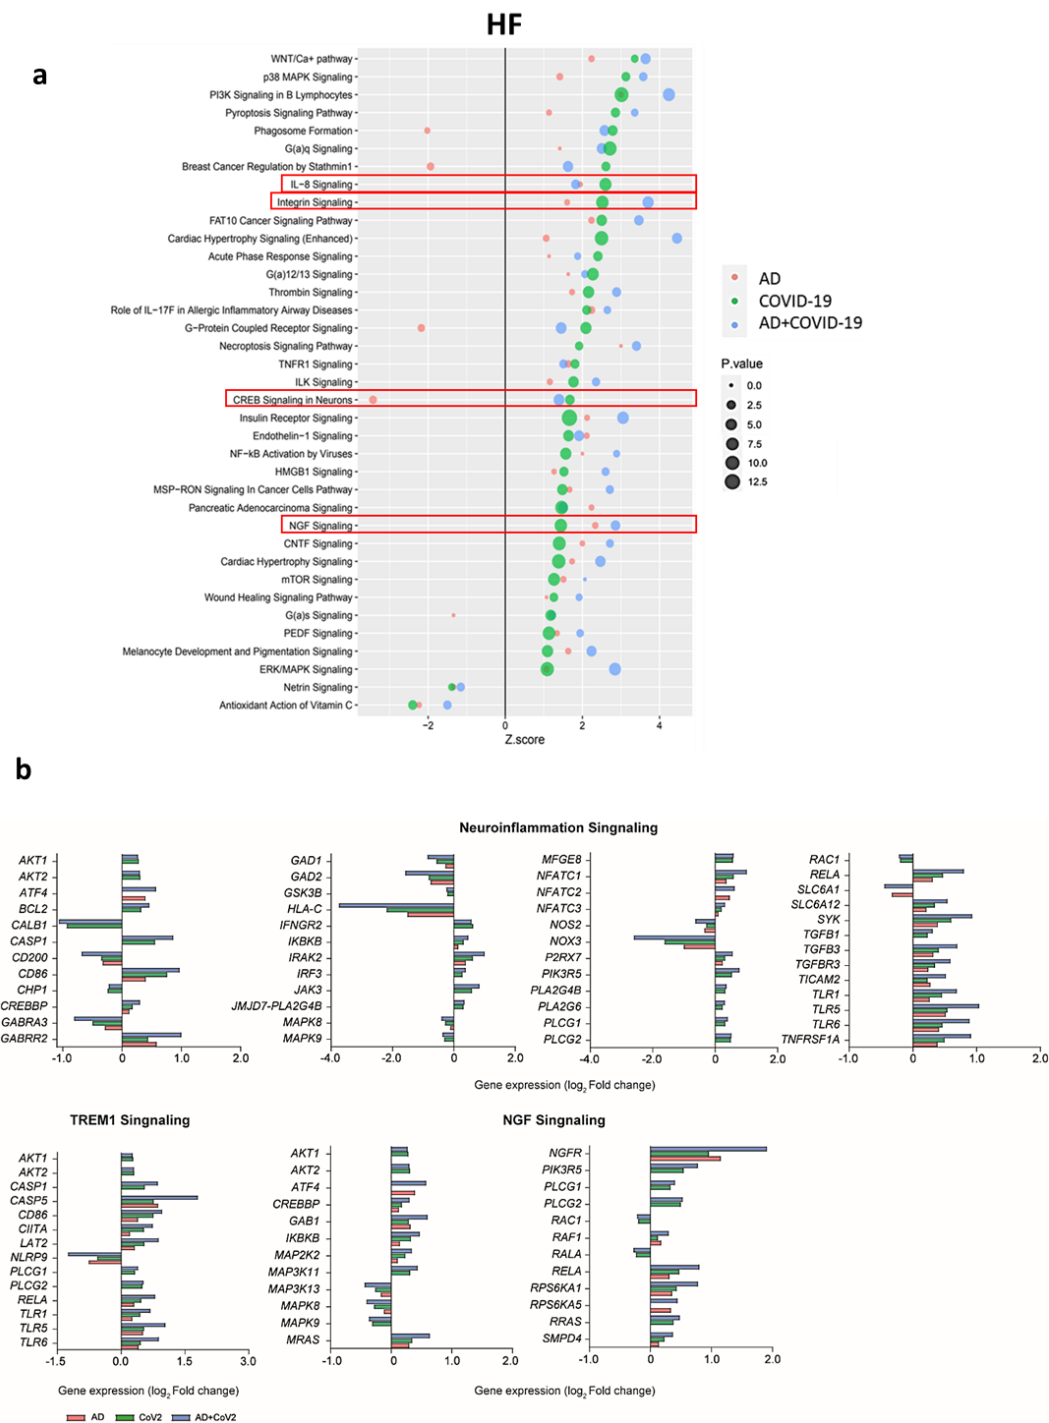 HF
a
WNT/Ca+ pathway
p38 MAPK Signaling
PI3K Signaling in B Lymphocytes
Pyroptosis Signaling Pathway
Phagosome Formation
G(a)q Signaling
Breast Cancer Regulation by Stathmin1
IL−8 Signaling
Integrin Signaling
FAT10 Cancer Signaling Pathway
Cardiac Hypertrophy Signaling (Enhanced)
Acute Phase Response Signaling
G(a)12/13 Signaling
Thrombin Signaling
Role of IL−17F in Allergic Inflammatory Airway Diseases
G−Protein Coupled Receptor Signaling
Necroptosis Signaling Pathway
TNFR1 Signaling
ILK Signaling
CREB Signaling in Neurons
Insulin Receptor Signaling
Endothelin−1 Signaling
NF−kB Activation by Viruses
HMGB1 Signaling
MSP−RON Signaling In Cancer Cells Pathway
Pancreatic Adenocarcinoma Signaling
NGF Signaling
CNTF Signaling
Cardiac Hypertrophy Signaling
mTOR Signaling
Wound Healing Signaling Pathway
G(a)s Signaling
PEDF Signaling
Melanocyte Development and Pigmentation Signaling
ERK/MAPK Signaling
Netrin Signaling
Antioxidant Action of Vitamin C
−2 0 2 4
Z.score
AD
COVID-19
AD+COVID-19
P.value
0.0
2.5
5.0
7.5
10.0
12.5
b
Neuroinflammation Singnaling
AKT1
AKT2
ATF4
BCL2
CALB1
CASP1
CD200
CD86
CHP1
CREBBP
GABRA3
GABRR2
-1.0 0 1.0 2.0
GAD1
GAD2
GSK3B
HLA-C
IFNGR2
IKBKB
IRAK2
IRF3
JAK3
JMJD7-PLA2G4B
MAPK8
MAPK9
-4.0 -2.0 0 2.0
MFGE8
NFATC1
NFATC2
NFATC3
NOS2
NOX3
P2RX7
PIK3R5
PLA2G4B
PLA2G6
PLCG1
PLCG2
-4.0 -2.0 0 2.0
RAC1
RELA
SLC6A1
SLC6A12
SYK
TGFB1
TGFB3
TGFBR3
TICAM2
TLR1
TLR5
TLR6
TNFRSF1A
-1.0 0 1.0 2.0
Gene expression (log2 Fold change)
TREM1 Singnaling
AKT1
AKT2
CASP1
CASP5
CD86
CIITA
LAT2
NLRP9
PLCG1
PLCG2
RELA
TLR1
TLR5
TLR6
-1.5 0.0 1.5 3.0
Gene expression (log2 Fold change)
NGF Singnaling
AKT1
AKT2
ATF4
CREBBP
GAB1
IKBKB
MAP2K2
MAP3K11
MAP3K13
MAPK8
MAPK9
MRAS
-1.0 0 1.0 2.0
NGFR
PIK3R5
PLCG1
PLCG2
RAC1
RAF1
RALA
RELA
RPS6KA1
RPS6KA5
RRAS
SMPD4
-1.0 0 1.0 2.0
Gene expression (log2 Fold change)
AD CoV2 AD+CoV2